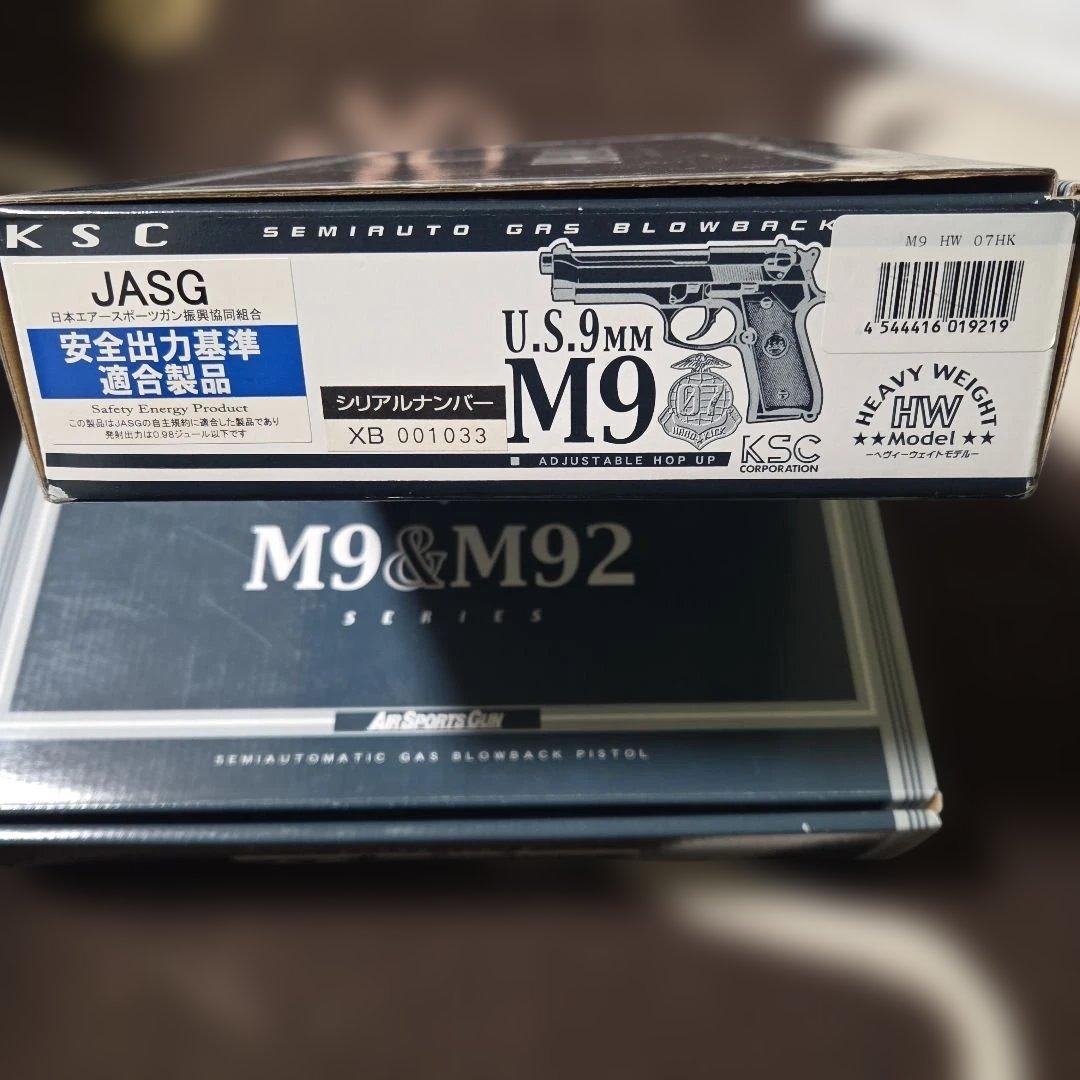 KSC
SEMIAUTO GAS BLOWBACK
M9 HW 07HK
4 544416 019219
JASG
日本エアースポーツガン振興協同組合
安全出力基準
適合製品
Safety Energy Product
この製品はJASGの自主規約に適合した製品であり
発射出力は0.98ジュール以下です
シリアルナンバー
XB 001033
U.S.9MM
M9
07
HARD KICK
ADJUSTABLE HOP UP
KSC
CORPORATION
HEAVY WEIGHT
HW
★★Model★★
ーヘヴィーウェイトモデルー
M9&M92
SERIES
AIR SPORTS GUN
SEMIAUTOMATIC GAS BLOWBACK PISTOL